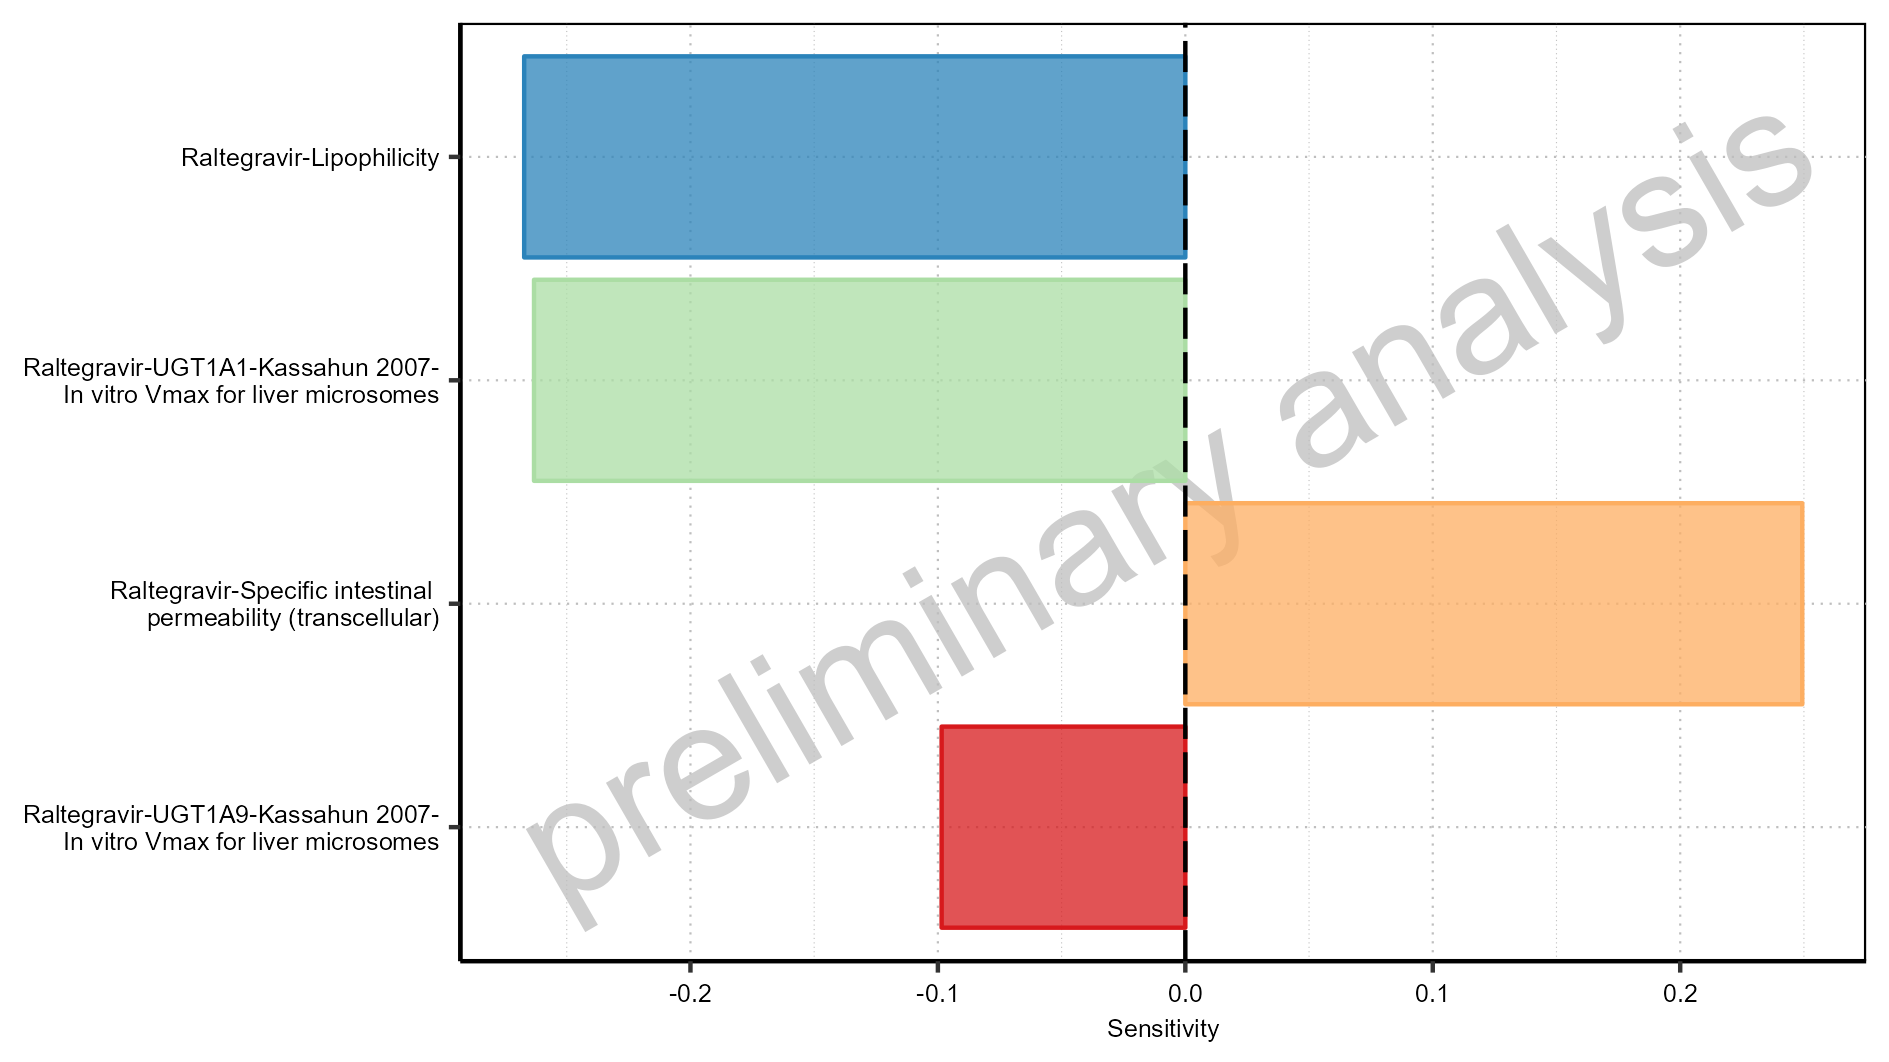 Raltegravir-Lipophilicity
Raltegravir-UGT1A1-Kassahun 2007-
In vitro Vmax for liver microsomes
Raltegravir-Specific intestinal
permeability (transcellular)
Raltegravir-UGT1A9-Kassahun 2007-
In vitro Vmax for liver microsomes
preliminary analysis
-0.2 -0.1 0.0 0.1 0.2
Sensitivity